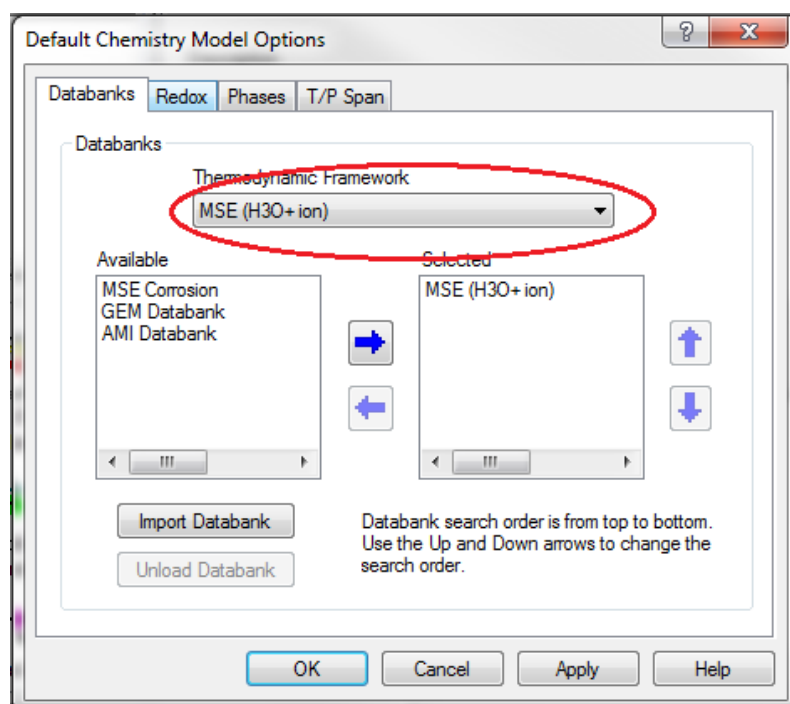 Default Chemistry Model Options
Databanks Redox Phases T/P Span
Databanks
Thermodynamic Framework
MSE (H3O+ ion)
Available Selected
MSE Corrosion
GEM Databank
AMI Databank
MSE (H3O+ ion)
Import Databank
Unload Databank
Databank search order is from top to bottom.
Use the Up and Down arrows to change the
search order.
OK Cancel Apply Help